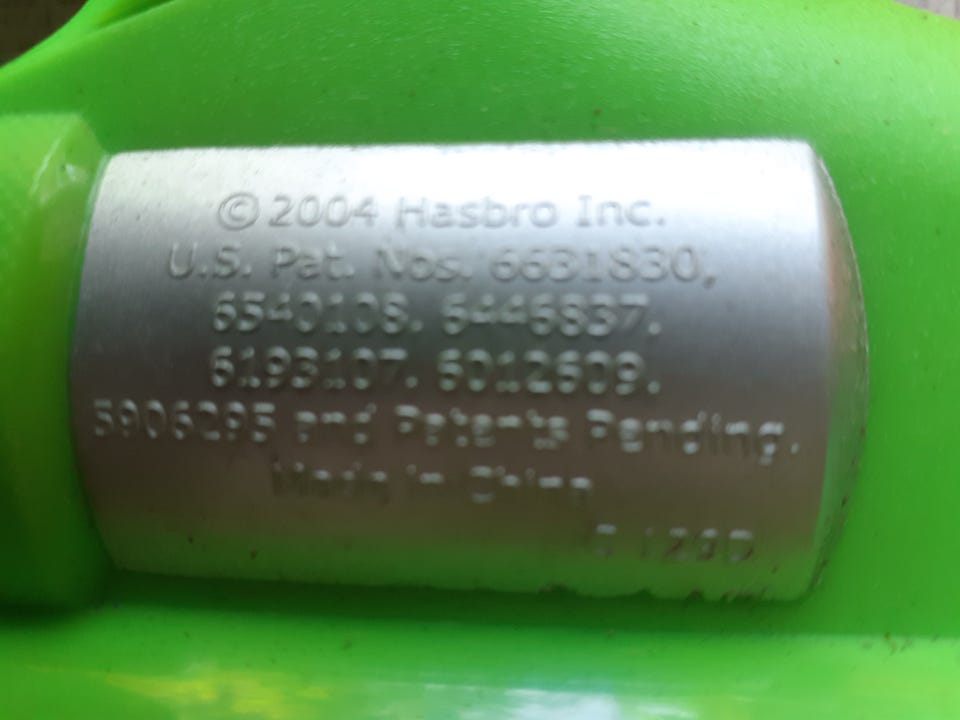 © 2004 Hasbro Inc.
U.S. Pat. Nos. 6631830,
6540108, 6446837,
6193107, 6012609,
5906295 and Patents Pending.
Made in China